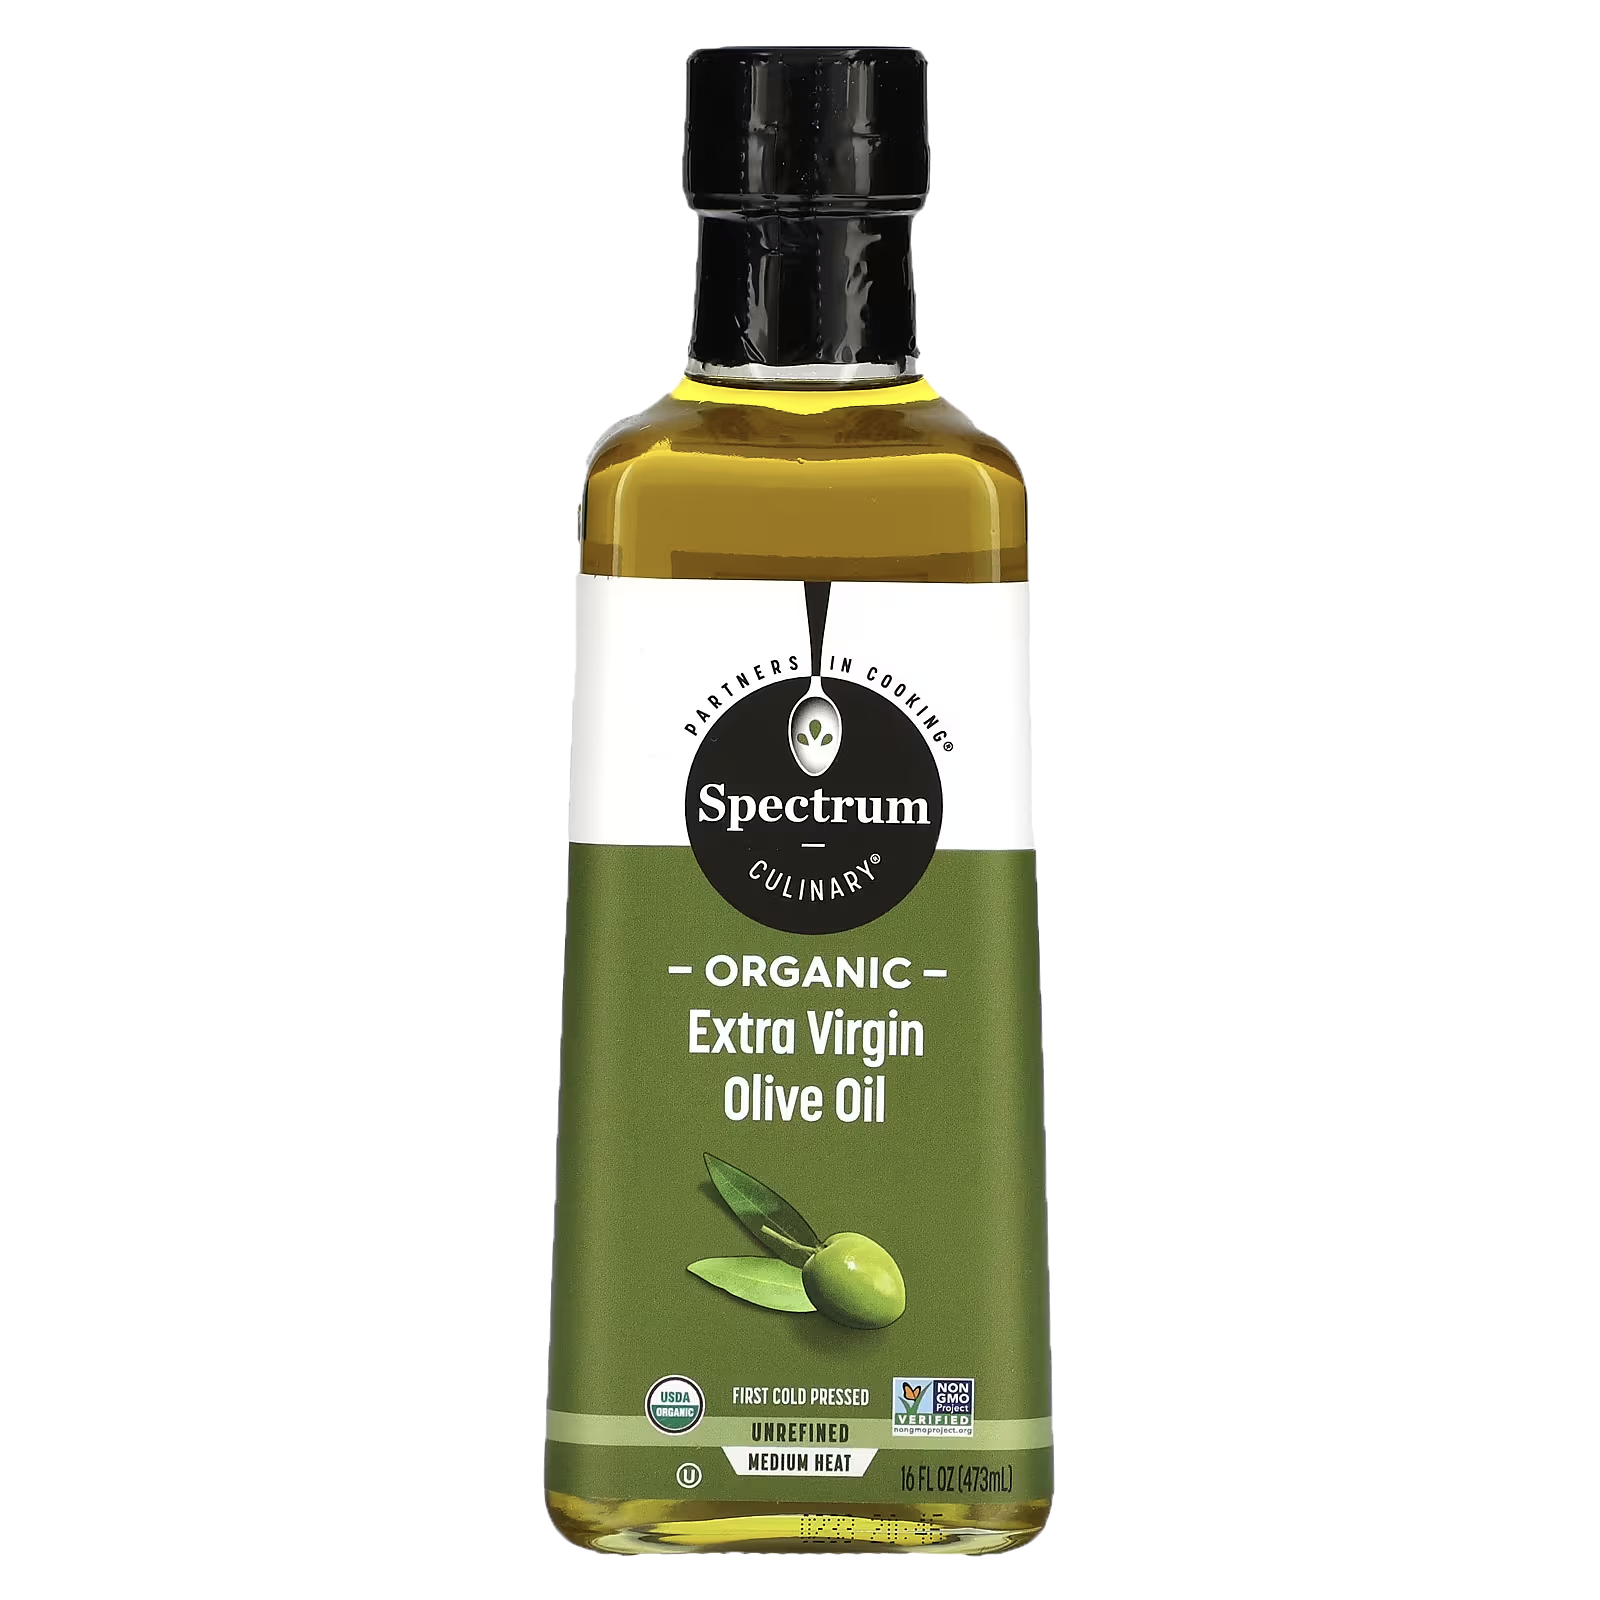 PARTNERS IN COOKING®
Spectrum
CULINARY®
ORGANIC
Extra Virgin
Olive Oil
USDA
ORGANIC
FIRST COLD PRESSED
UNREFINED
MEDIUM HEAT
NON
GMO
Project
VERIFIED
nongmoproject.org
U
16 FL OZ (473mL)